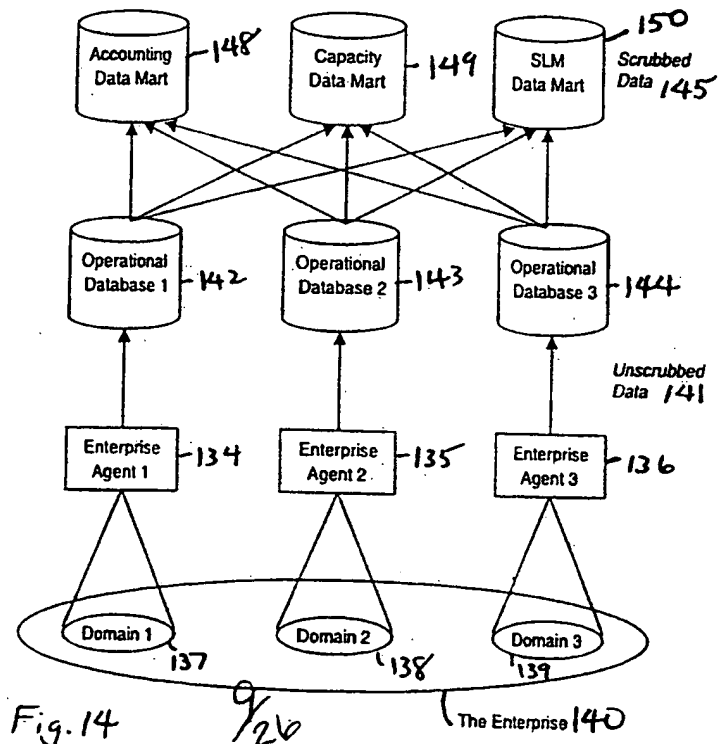 Accounting
Data Mart
148
Capacity
Data Mart
149
SLM
Data Mart
150
Scrubbed
Data 145
Operational
Database 1
142
Operational
Database 2
143
Operational
Database 3
144
Unscrubbed
Data 141
Enterprise
Agent 1
134
Enterprise
Agent 2
135
Enterprise
Agent 3
136
Domain 1
137
Domain 2
138
Domain 3
139
Fig. 14
9/26
The Enterprise 140